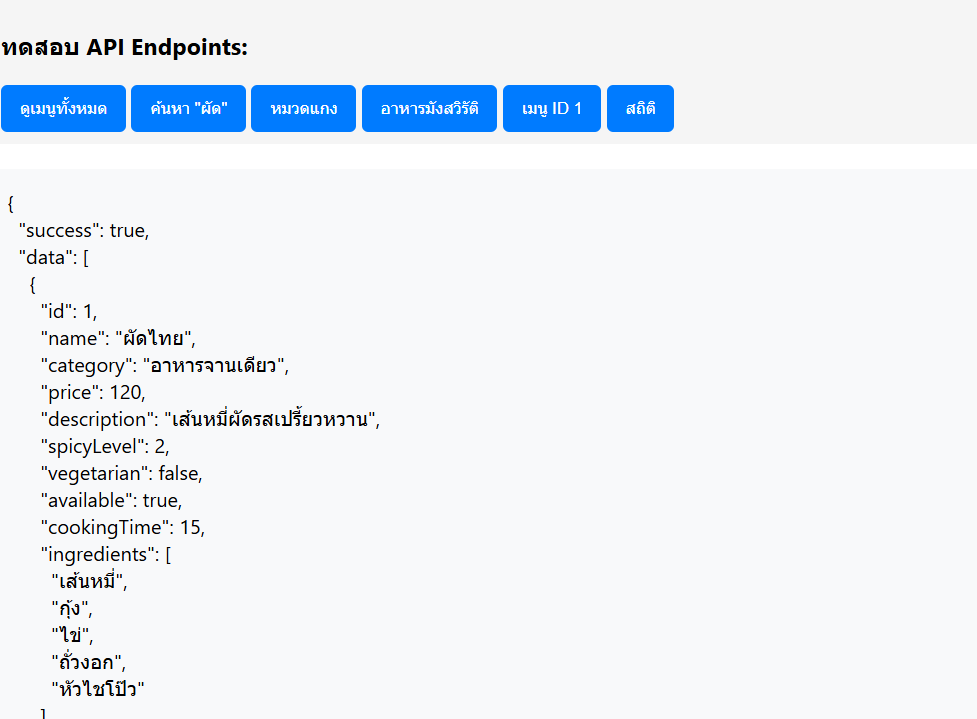 ทดสอบ API Endpoints:
ดูเมนูทั้งหมด ค้นหา "ผัด" หมวดแกง อาหารมังสวิรัติ เมนู ID 1 สถิติ
{
"success": true,
"data": [
{
"id": 1,
"name": "ผัดไทย",
"category": "อาหารจานเดียว",
"price": 120,
"description": "เส้นหมี่ผัดรสเปรี้ยวหวาน",
"spicyLevel": 2,
"vegetarian": false,
"available": true,
"cookingTime": 15,
"ingredients": [
"เส้นหมี่",
"กุ้ง",
"ไข่",
"ถั่วงอก",
"หัวไชโป๊ว"
]